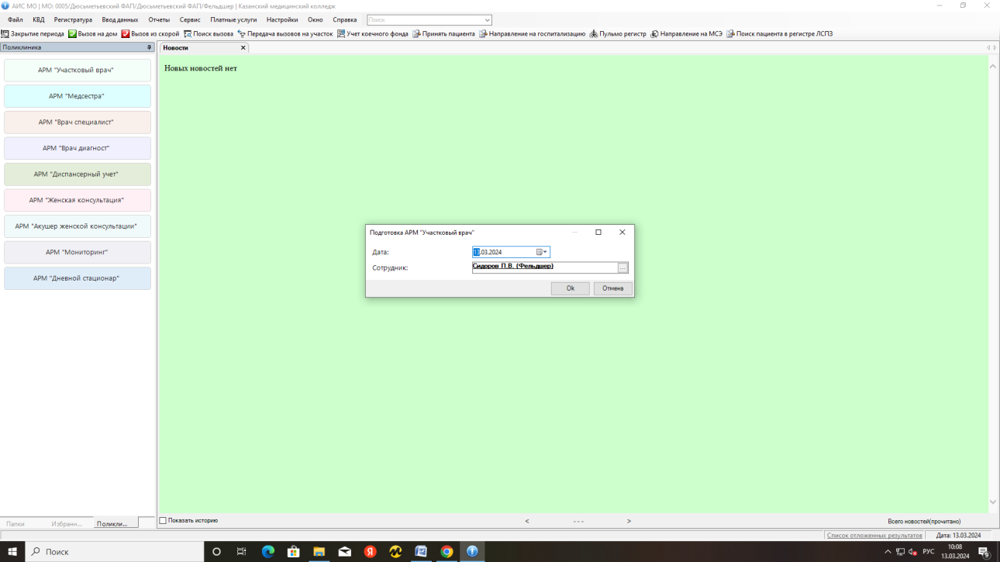 АИС МО | МО: 0005/Дюсьметьевский ФАП/Дюсьметьевский ФАП/Фельдшер | Казанский медицинский колледж
Файл КВД Регистратура Ввод данных Отчеты Сервис Платные услуги Настройки Окно Справка Поиск
Закрытие периода Вызов на дом Вызов из скорой Поиск вызова Передача вызовов на участок Учет коечного фонда Принять пациента Направление на госпитализацию Пульмо регистр Направление на МСЭ Поиск пациента в регистре ЛСПЗ
Поликлиника
Новости
Новых новостей нет
АРМ "Участковый врач"
АРМ "Медсестра"
АРМ "Врач специалист"
АРМ "Врач диагност"
АРМ "Диспансерный учет"
АРМ "Женская консультация"
АРМ "Акушер женской консультации"
АРМ "Мониторинг"
АРМ "Дневной стационар"
Подготовка АРМ "Участковый врач"
Дата: 13.03.2024
Сотрудник: Сидоров П.В. (Фельдшер) ...
Ok Отмена
Папки Избранн... Поликли...
Показать историю < --- > Всего новостей(прочитано)
Список отложенных результатов Дата: 13.03.2024
Поиск
РУС
10:08
13.03.2024
9